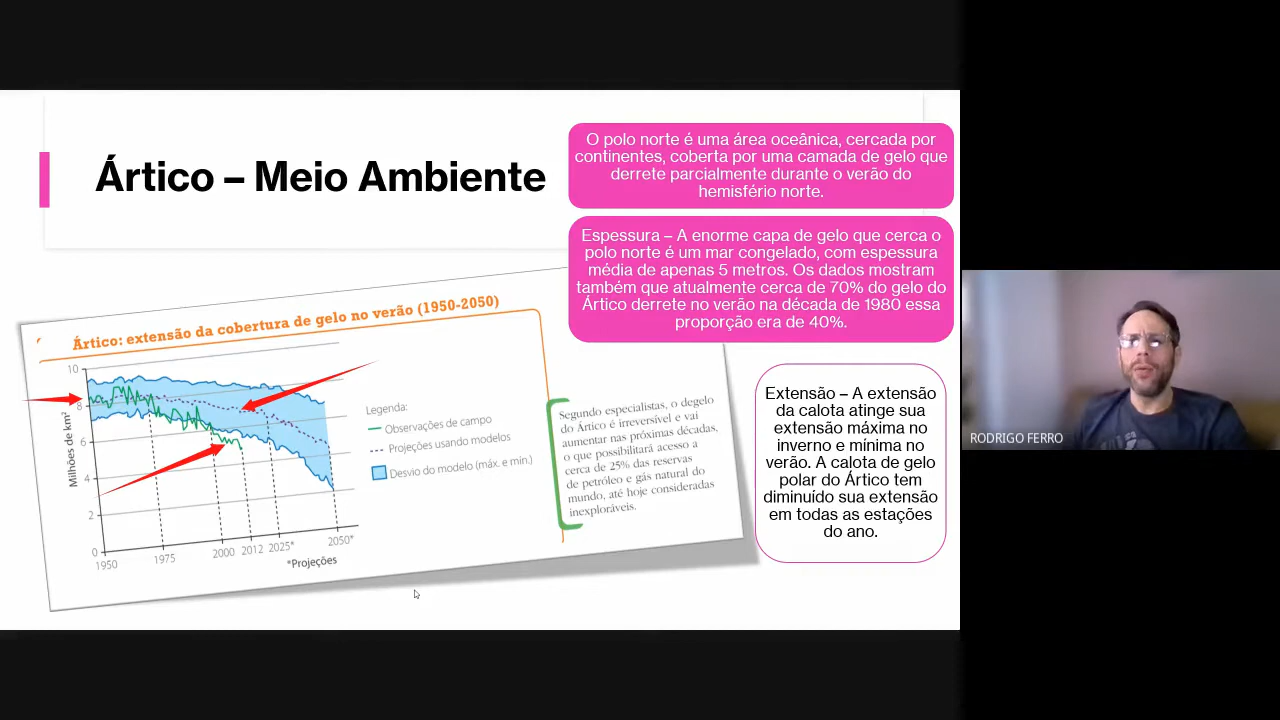 Ártico – Meio Ambiente
O polo norte é uma área oceânica, cercada por
continentes, coberta por uma camada de gelo que
derrete parcialmente durante o verão do
hemisfério norte.
Espessura – A enorme capa de gelo que cerca o
polo norte é um mar congelado, com espessura
média de apenas 5 metros. Os dados mostram
também que atualmente cerca de 70% do gelo do
Ártico derrete no verão na década de 1980 essa
proporção era de 40%.
Extensão – A extensão
da calota atinge sua
extensão máxima no
inverno e mínima no
verão. A calota de gelo
polar do Ártico tem
diminuído sua extensão
em todas as estações
do ano.
Ártico: extensão da cobertura de gelo no verão (1950-2050)
Milhões de km²
10
8
6
4
2
0
1950
1975
2000
2012
2025*
2050*
*Projeções
Legenda:
Observações de campo
Projeções usando modelos
Desvio do modelo (máx. e mín.)
Segundo especialistas, o degelo
do Ártico é irreversível e vai
aumentar nas próximas décadas,
o que possibilitará acesso a
cerca de 25% das reservas
de petróleo e gás natural do
mundo, até hoje consideradas
inexploráveis.
RODRIGO FERRO